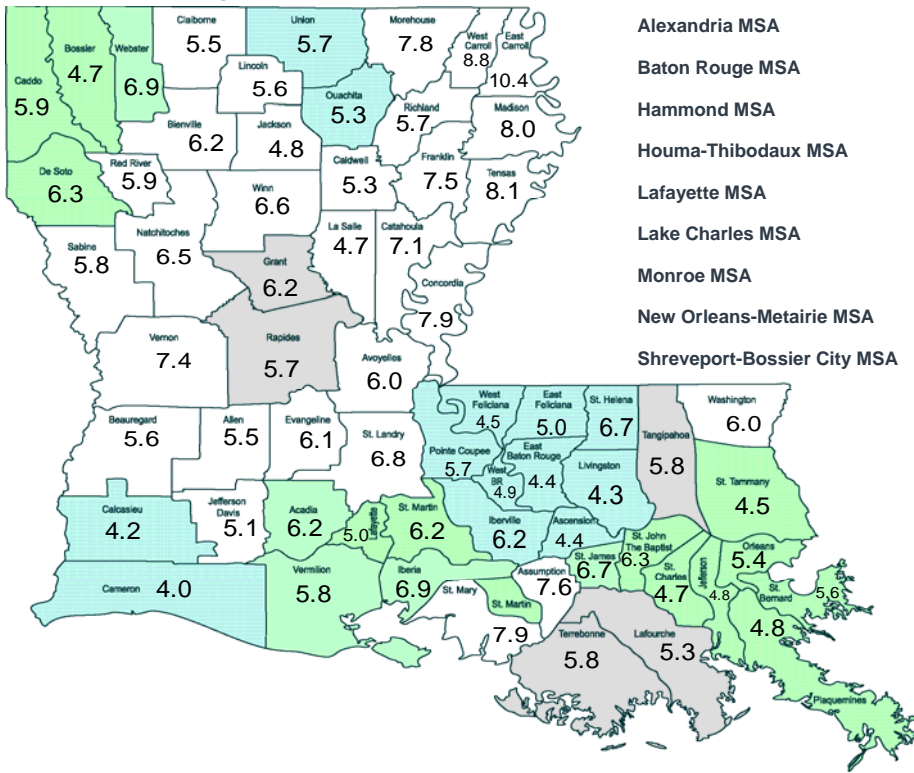 Claiborne
5.5
Union
5.7
Morehouse
7.8
West
Carroll
8.8
East
Carroll
10.4
Alexandria MSA
Baton Rouge MSA
Hammond MSA
Houma-Thibodaux MSA
Lafayette MSA
Lake Charles MSA
Monroe MSA
New Orleans-Metairie MSA
Shreveport-Bossier City MSA
Caddo
5.9
Bossier
4.7
Webster
6.9
Lincoln
5.6
Ouachita
5.3
Richland
5.7
Madison
8.0
Bienville
6.2
Jackson
4.8
De Soto
6.3
Red River
5.9
Caldwell
5.3
Franklin
7.5
Tensas
8.1
Winn
6.6
Sabine
5.8
Natchitoches
6.5
Grant
6.2
La Salle
4.7
Catahoula
7.1
Concordia
7.9
Vernon
7.4
Rapides
5.7
Avoyelles
6.0
Beauregard
5.6
Allen
5.5
Evangeline
6.1
St. Landry
6.8
West
Feliciana
4.5
East
Feliciana
5.0
St. Helena
6.7
Tangipahoa
5.8
Washington
6.0
Pointe Coupee
5.7
West
BR
4.9
East
Baton Rouge
4.4
Livingston
4.3
St. Tammany
4.5
Calcasieu
4.2
Jefferson
Davis
5.1
Acadia
6.2
Lafayette
5.0
St. Martin
6.2
Iberville
6.2
Ascension
4.4
St. James
6.7
St. John
The Baptist
6.3
St.
Charles
4.7
Jefferson
4.8
Orleans
5.4
St.
Bernard
5.6
Cameron
4.0
Vermilion
5.8
Iberia
6.9
St. Mary
7.9
St. Martin
Assumption
7.6
Terrebonne
5.8
Lafourche
5.3
4.8
Plaquemines